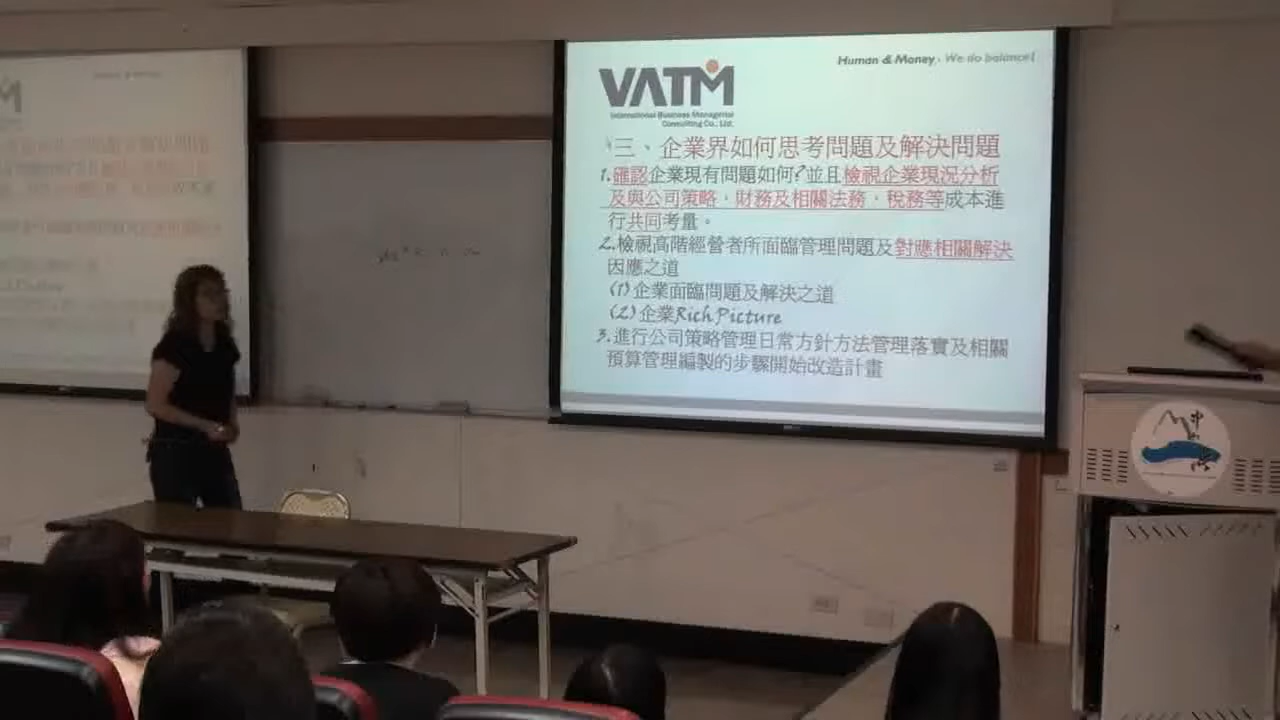 Human & Money, We do balance!
VATM
International Business Managerial
Consulting Co., Ltd.
三、企業界如何思考問題及解決問題
1.確認企業現有問題如何?並且檢視企業現況分析
及與公司策略，財務及相關法務，稅務等成本進
行共同考量。
2.檢視高階經營者所面臨管理問題及對應相關解決
因應之道
(1)企業面臨問題及解決之道
(2)企業Rich Picture
3.進行公司策略管理日常方針方法管理落實及相關
預算管理編製的步驟開始改造計畫